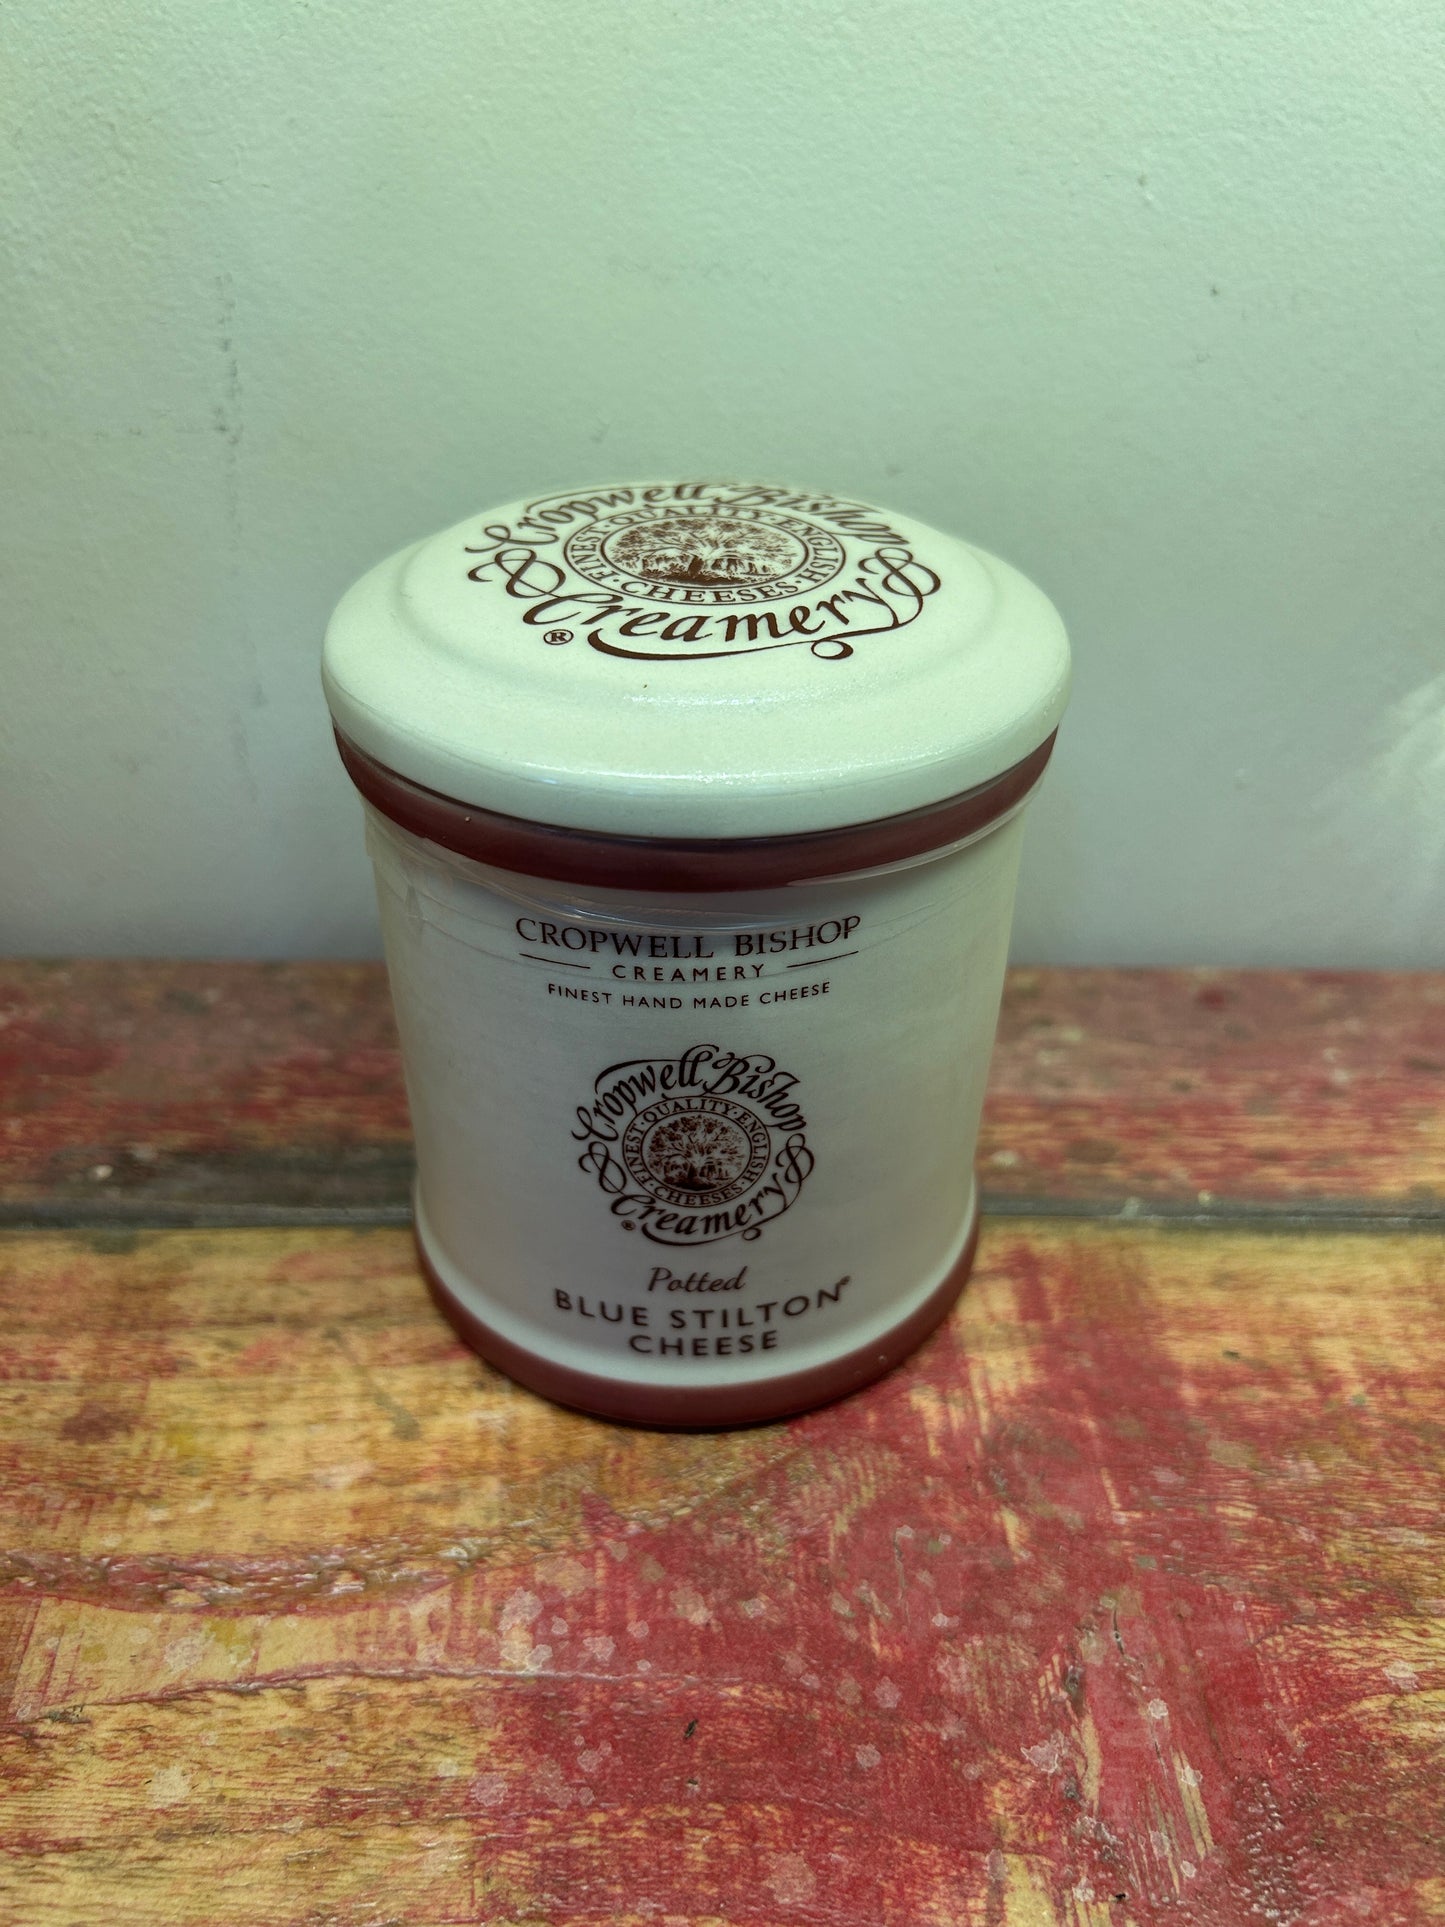 Cropwell Bishop
FINEST · QUALITY · ENGLISH
· CHEESES ·
Creamery
®
CROPWELL BISHOP
CREAMERY
FINEST HAND MADE CHEESE
Cropwell Bishop
FINEST · QUALITY · ENGLISH
· CHEESES ·
Creamery
®
Potted
BLUE STILTON®
CHEESE